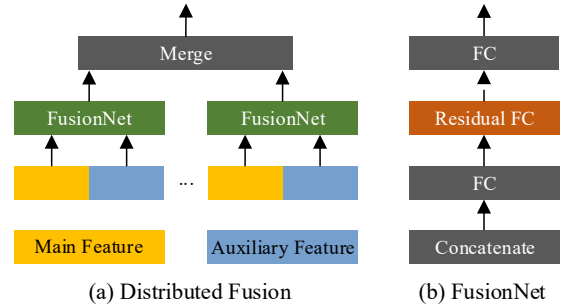 Merge
FusionNet
FusionNet
...
Main Feature
Auxiliary Feature
(a) Distributed Fusion
FC
Residual FC
FC
Concatenate
(b) FusionNet